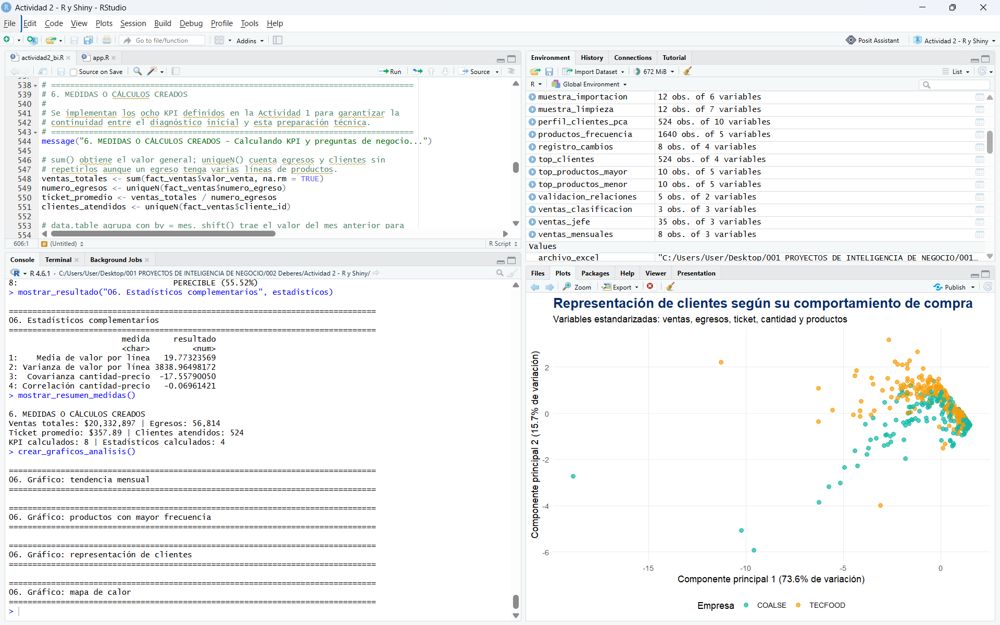 Actividad 2 - R y Shiny - RStudio
File Edit Code View Plots Session Build Debug Profile Tools Help
Go to file/function Addins Posit Assistant Actividad 2 - R y Shiny
actividad2_bi.R app.R
Source on Save Run Source
538 # =============================================================================
539 # 6. MEDIDAS O CÁLCULOS CREADOS
540 #
541 # Se implementan los ocho KPI definidos en la Actividad 1 para garantizar la
542 # continuidad entre el diagnóstico inicial y esta preparación técnica.
543 # =============================================================================
544 message("6. MEDIDAS O CÁLCULOS CREADOS - Calculando KPI y preguntas de negocio...")
545
546 # sum() obtiene el valor general; uniqueN() cuenta egresos y clientes sin
547 # repetirlos aunque un egreso tenga varias líneas de productos.
548 ventas_totales <- sum(fact_ventas$valor_venta, na.rm = TRUE)
549 numero_egresos <- uniqueN(fact_ventas$numero_egreso)
550 ticket_promedio <- ventas_totales / numero_egresos
551 clientes_atendidos <- uniqueN(fact_ventas$cliente_id)
552
553 # data.table agrupa con by = mes. shift() trae el valor del mes anterior para
554
606:1 # (Untitled) R Script
Console Terminal Background Jobs
R 4.6.1 · C:/Users/User/Desktop/001 PROYECTOS DE INTELIGENCIA DE NEGOCIO/002 Deberes/Actividad 2 - R y Shiny/
8: PERECIBLE (55.52%)
> mostrar_resultado("06. Estadísticos complementarios", estadisticos)
==============================================================================
06. Estadísticos complementarios
==============================================================================
medida resultado
<char> <num>
1: Media de valor por línea 19.77323569
2: Varianza de valor por línea 3838.96498172
3: Covarianza cantidad-precio -17.55790050
4: Correlación cantidad-precio -0.06961421
> mostrar_resumen_medidas()
6. MEDIDAS O CÁLCULOS CREADOS
Ventas totales: $20,332,897 | Egresos: 56,814
Ticket promedio: $357.89 | Clientes atendidos: 524
KPI calculados: 8 | Estadísticos calculados: 4
> crear_graficos_analisis()
==============================================================================
06. Gráfico: tendencia mensual
==============================================================================
==============================================================================
06. Gráfico: productos con mayor frecuencia
==============================================================================
==============================================================================
06. Gráfico: representación de clientes
==============================================================================
==============================================================================
06. Gráfico: mapa de calor
==============================================================================
>
Environment History Connections Tutorial
Import Dataset 672 MiB List
R Global Environment
muestra_importacion 12 obs. of 6 variables
muestra_limpieza 12 obs. of 7 variables
perfil_clientes_pca 524 obs. of 10 variables
productos_frecuencia 1640 obs. of 5 variables
registro_cambios 8 obs. of 4 variables
top_clientes 524 obs. of 4 variables
top_productos_mayor 10 obs. of 5 variables
top_productos_menor 10 obs. of 5 variables
validacion_relaciones 5 obs. of 2 variables
ventas_clasificacion 3 obs. of 3 variables
ventas_jefe 35 obs. of 3 variables
ventas_mensuales 8 obs. of 3 variables
Values
archivo_excel "C:/Users/User/Desktop/001 PROYECTOS DE INTELIGENCIA DE NEGOCIO/001…
Files Plots Packages Help Viewer Presentation
Zoom Export Publish
Representación de clientes según su comportamiento de compra
Variables estandarizadas: ventas, egresos, ticket, cantidad y productos
Componente principal 2 (15.7% de variación)
2
0
-2
-4
-6
-15 -10 -5 0
Componente principal 1 (73.6% de variación)
Empresa COALSE TECFOOD